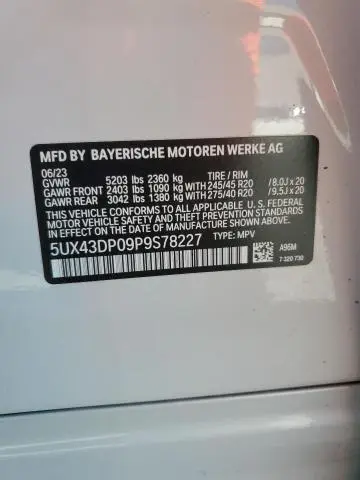 MFD BY BAYERISCHE MOTOREN WERKE AG
06/23
GVWR 5203 lbs 2360 kg TIRE / RIM
GAWR FRONT 2403 lbs 1090 kg WITH 245/45 R20 / 8.0J x 20
GAWR REAR 3042 lbs 1380 kg WITH 275/40 R20 / 9.5J x 20
THIS VEHICLE CONFORMS TO ALL APPLICABLE U.S. FEDERAL
MOTOR VEHICLE SAFETY AND THEFT PREVENTION STANDARDS
IN EFFECT ON THE DATE OF MANUFACTURE SHOWN ABOVE.
5UX43DP09P9S78227 TYPE: MPV
A96M
7 320 730